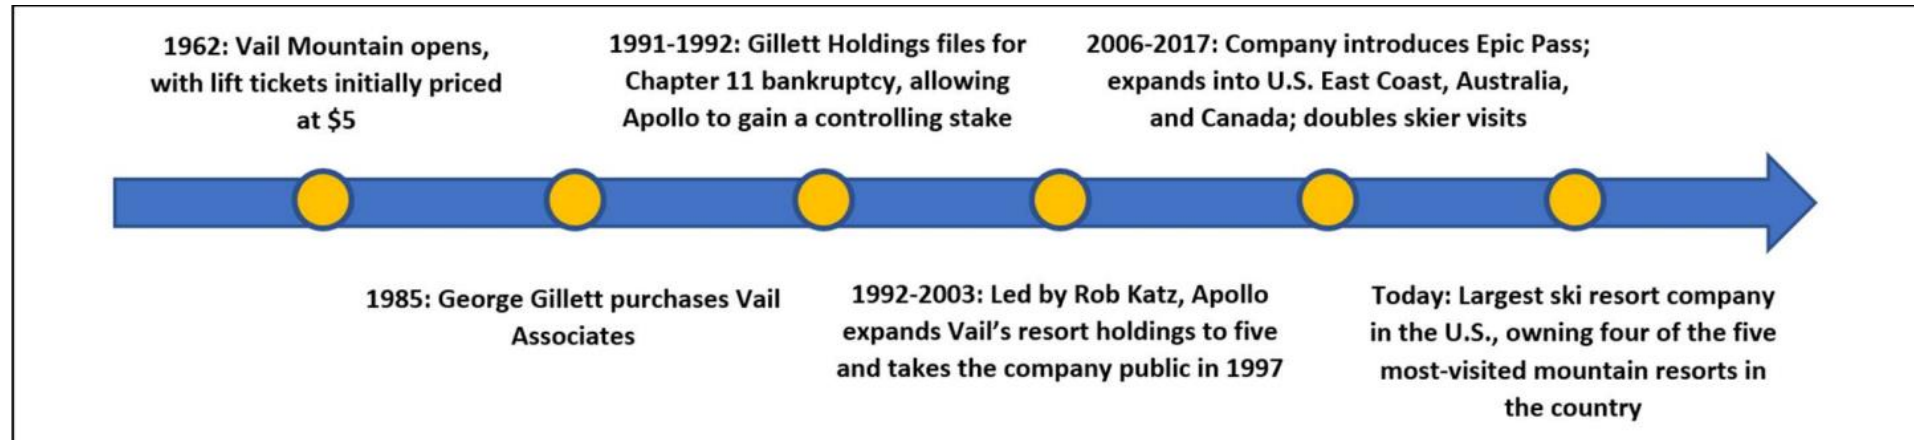 1962: Vail Mountain opens,
with lift tickets initially priced
at $5
1985: George Gillett purchases Vail
Associates
1991-1992: Gillett Holdings files for
Chapter 11 bankruptcy, allowing
Apollo to gain a controlling stake
1992-2003: Led by Rob Katz, Apollo
expands Vail’s resort holdings to five
and takes the company public in 1997
2006-2017: Company introduces Epic Pass;
expands into U.S. East Coast, Australia,
and Canada; doubles skier visits
Today: Largest ski resort company
in the U.S., owning four of the five
most-visited mountain resorts in
the country